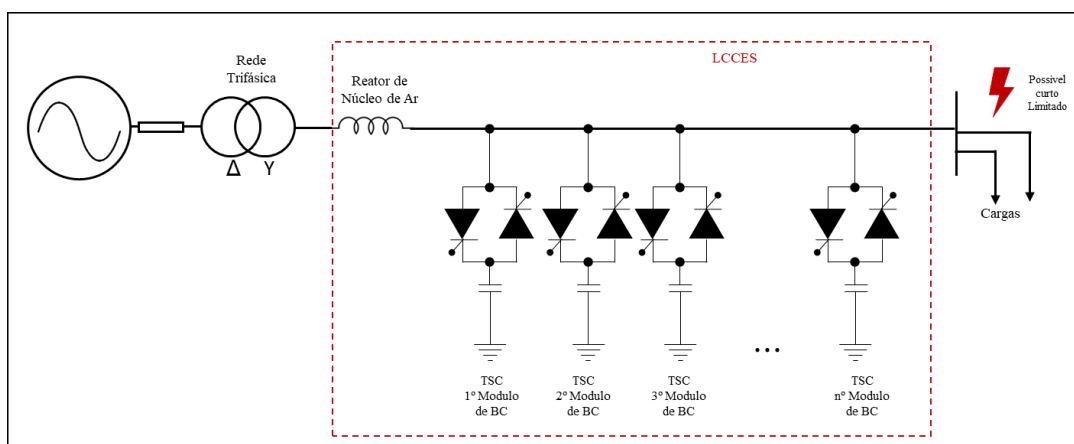 LCCES
Rede
Trifásica
Reator de
Núcleo de Ar
Possivel
curto
Limitado
Δ
Y
Cargas
...
TSC
1º Modulo
de BC
TSC
2º Modulo
de BC
TSC
3º Modulo
de BC
TSC
nº Modulo
de BC